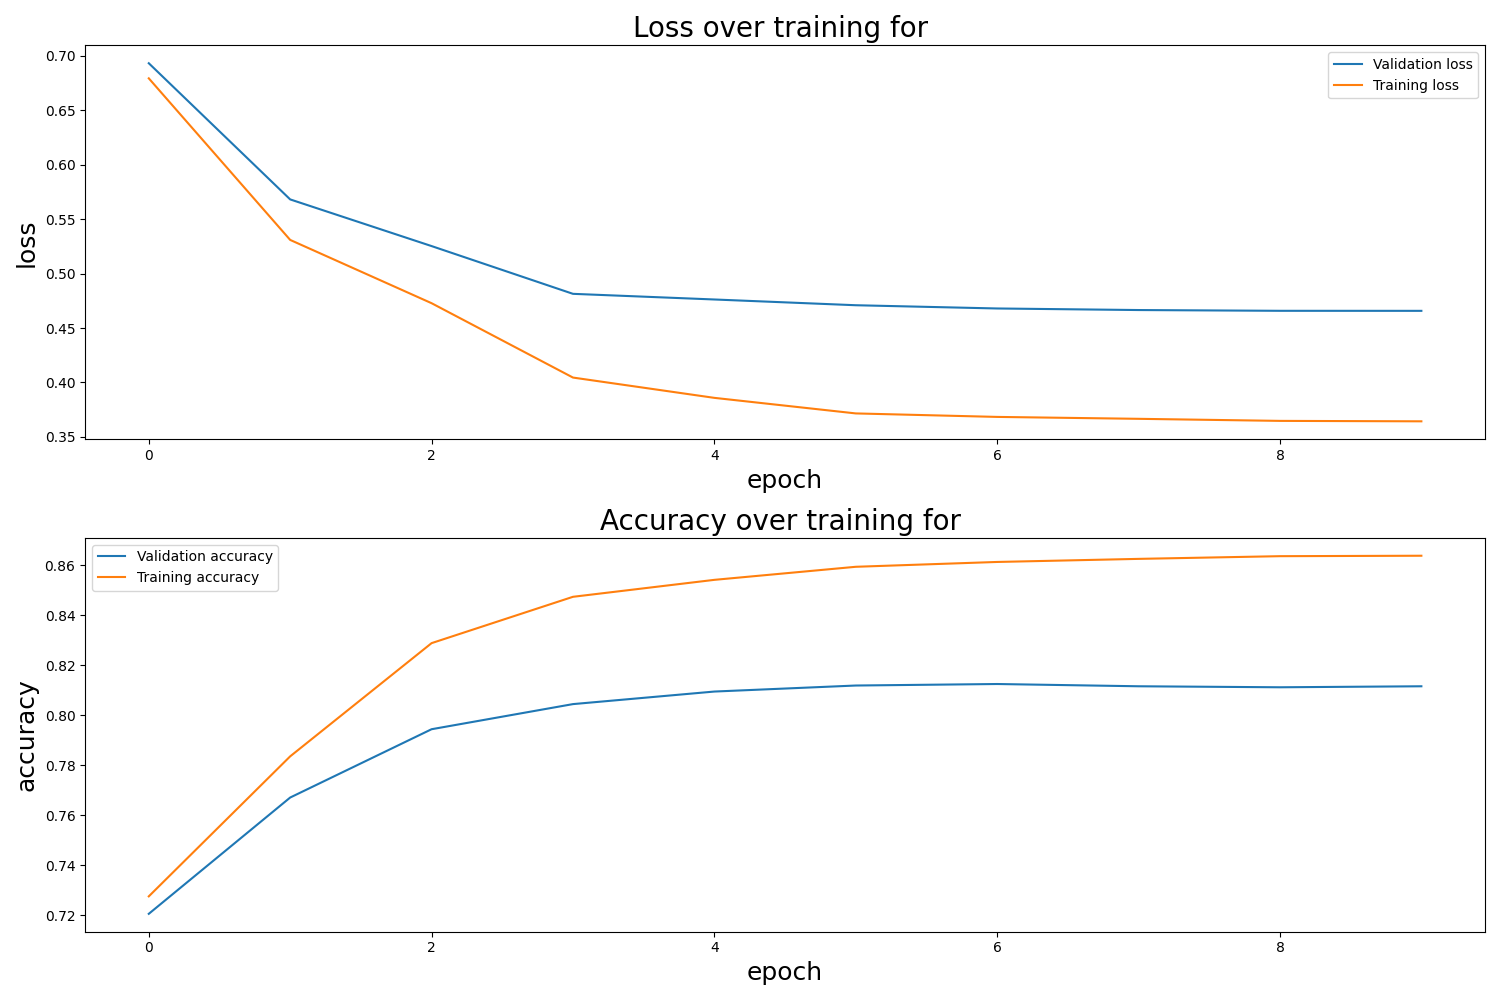 Loss over training for
0.70
0.65
0.60
0.55
0.50
0.45
0.40
0.35
loss
Validation loss
Training loss
0 2 4 6 8
epoch
Accuracy over training for
0.86
0.84
0.82
0.80
0.78
0.76
0.74
0.72
accuracy
Validation accuracy
Training accuracy
0 2 4 6 8
epoch